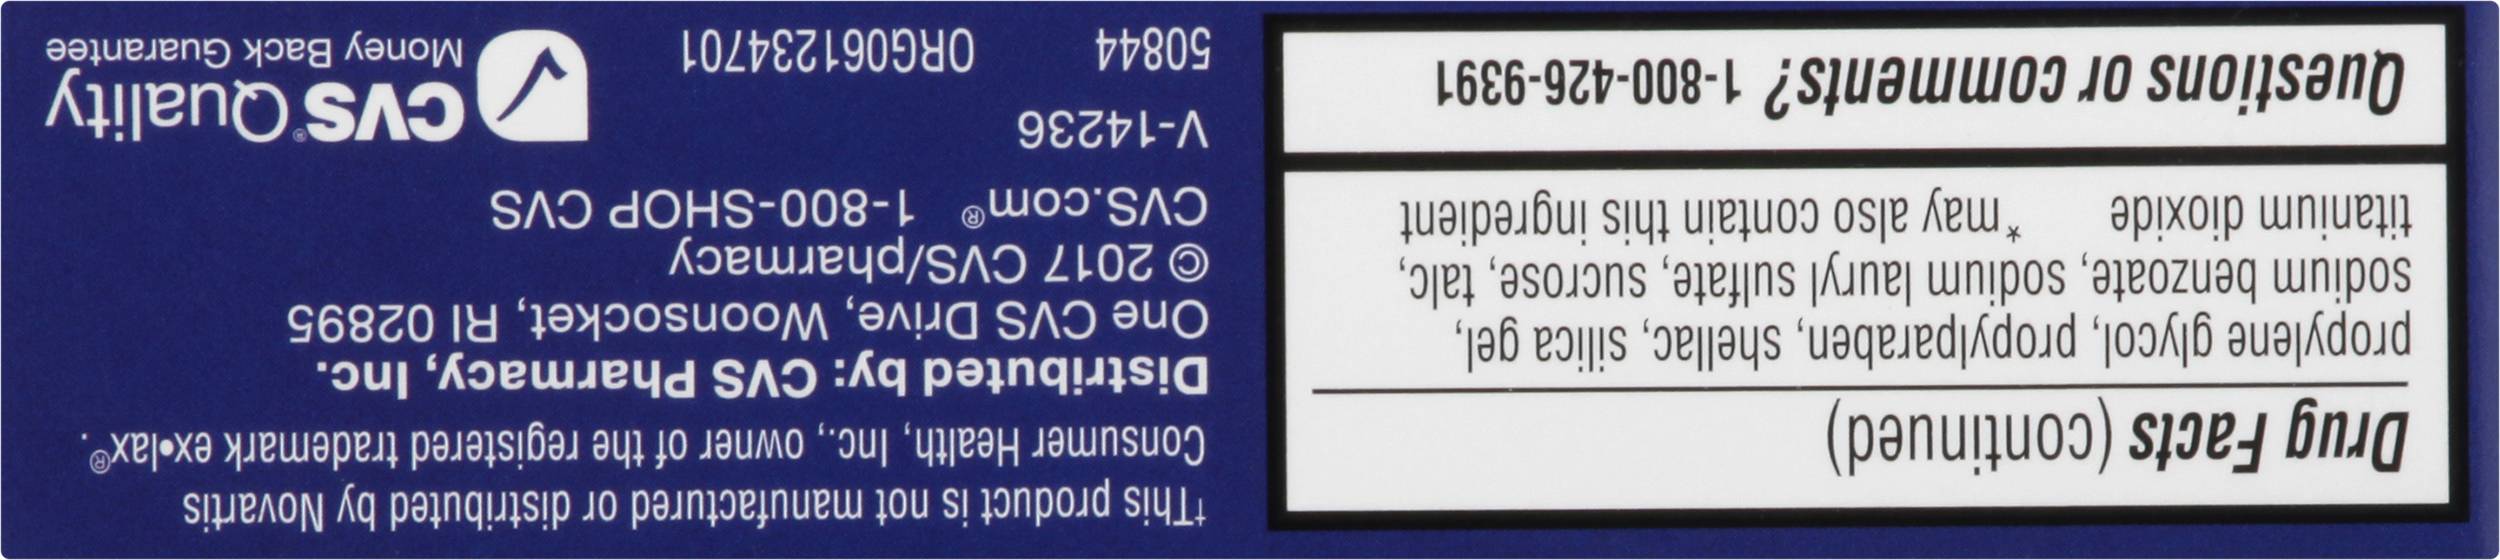 Drug Facts (continued)
propylene glycol, propylparaben, shellac, silica gel,
sodium benzoate, sodium lauryl sulfate, sucrose, talc,
titanium dioxide *may also contain this ingredient
Questions or comments? 1-800-426-9391
†This product is not manufactured or distributed by Novartis
Consumer Health, Inc., owner of the registered trademark ex•lax®.
Distributed by: CVS Pharmacy, Inc.
One CVS Drive, Woonsocket, RI 02895
© 2017 CVS/pharmacy
CVS.com® 1-800-SHOP CVS
V-14236
50844 ORG061234701
CVS® Quality
Money Back Guarantee